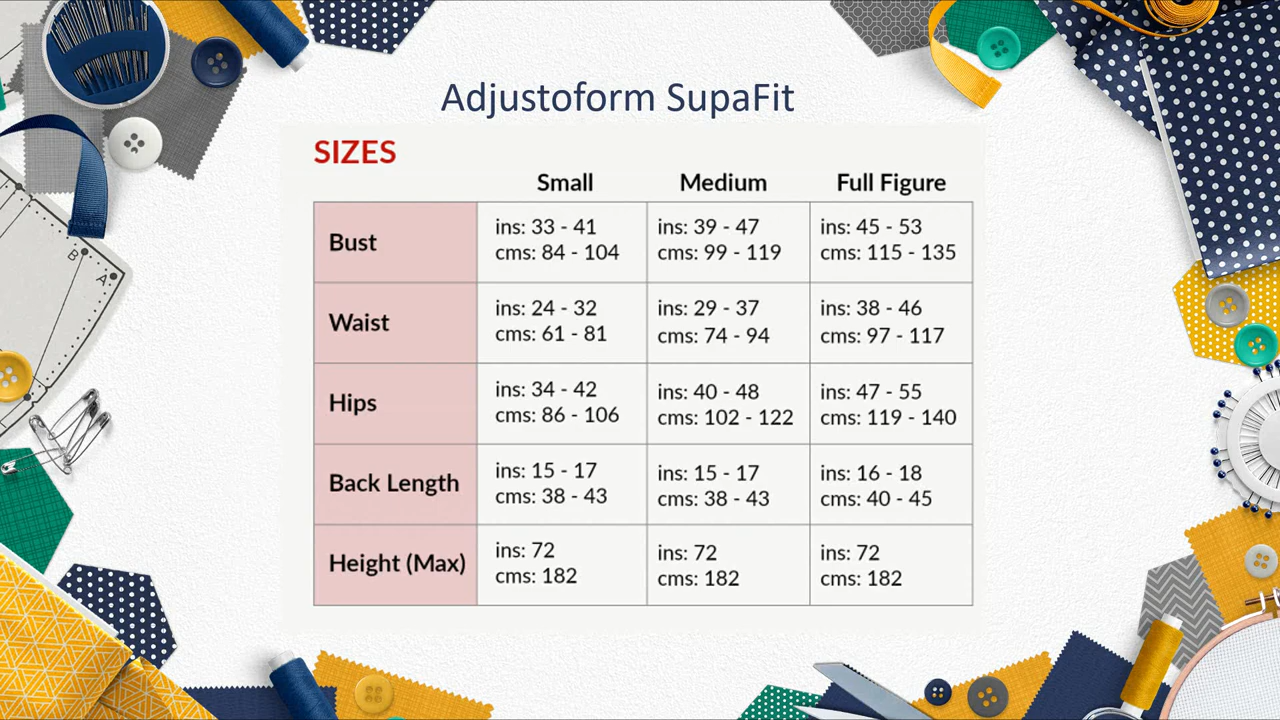 Adjustoform SupaFit
SIZES
Small Medium Full Figure
Bust
ins: 33 - 41
cms: 84 - 104
ins: 39 - 47
cms: 99 - 119
ins: 45 - 53
cms: 115 - 135
Waist
ins: 24 - 32
cms: 61 - 81
ins: 29 - 37
cms: 74 - 94
ins: 38 - 46
cms: 97 - 117
Hips
ins: 34 - 42
cms: 86 - 106
ins: 40 - 48
cms: 102 - 122
ins: 47 - 55
cms: 119 - 140
Back Length
ins: 15 - 17
cms: 38 - 43
ins: 15 - 17
cms: 38 - 43
ins: 16 - 18
cms: 40 - 45
Height (Max)
ins: 72
cms: 182
ins: 72
cms: 182
ins: 72
cms: 182
B
A